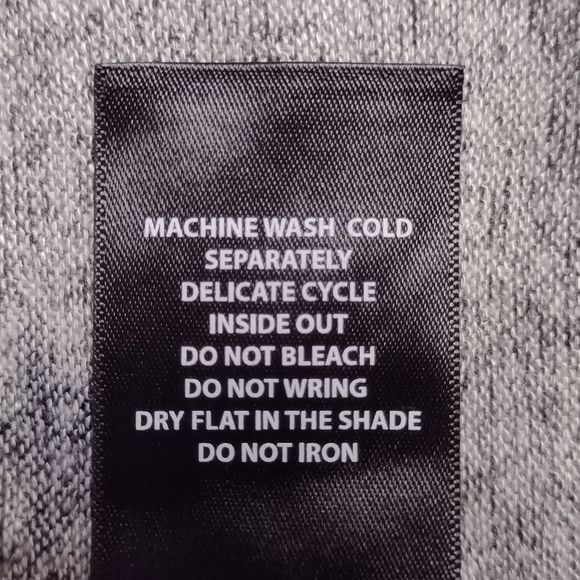 MACHINE WASH  COLD
SEPARATELY
DELICATE CYCLE
INSIDE OUT
DO NOT BLEACH
DO NOT WRING
DRY FLAT IN THE SHADE
DO NOT IRON